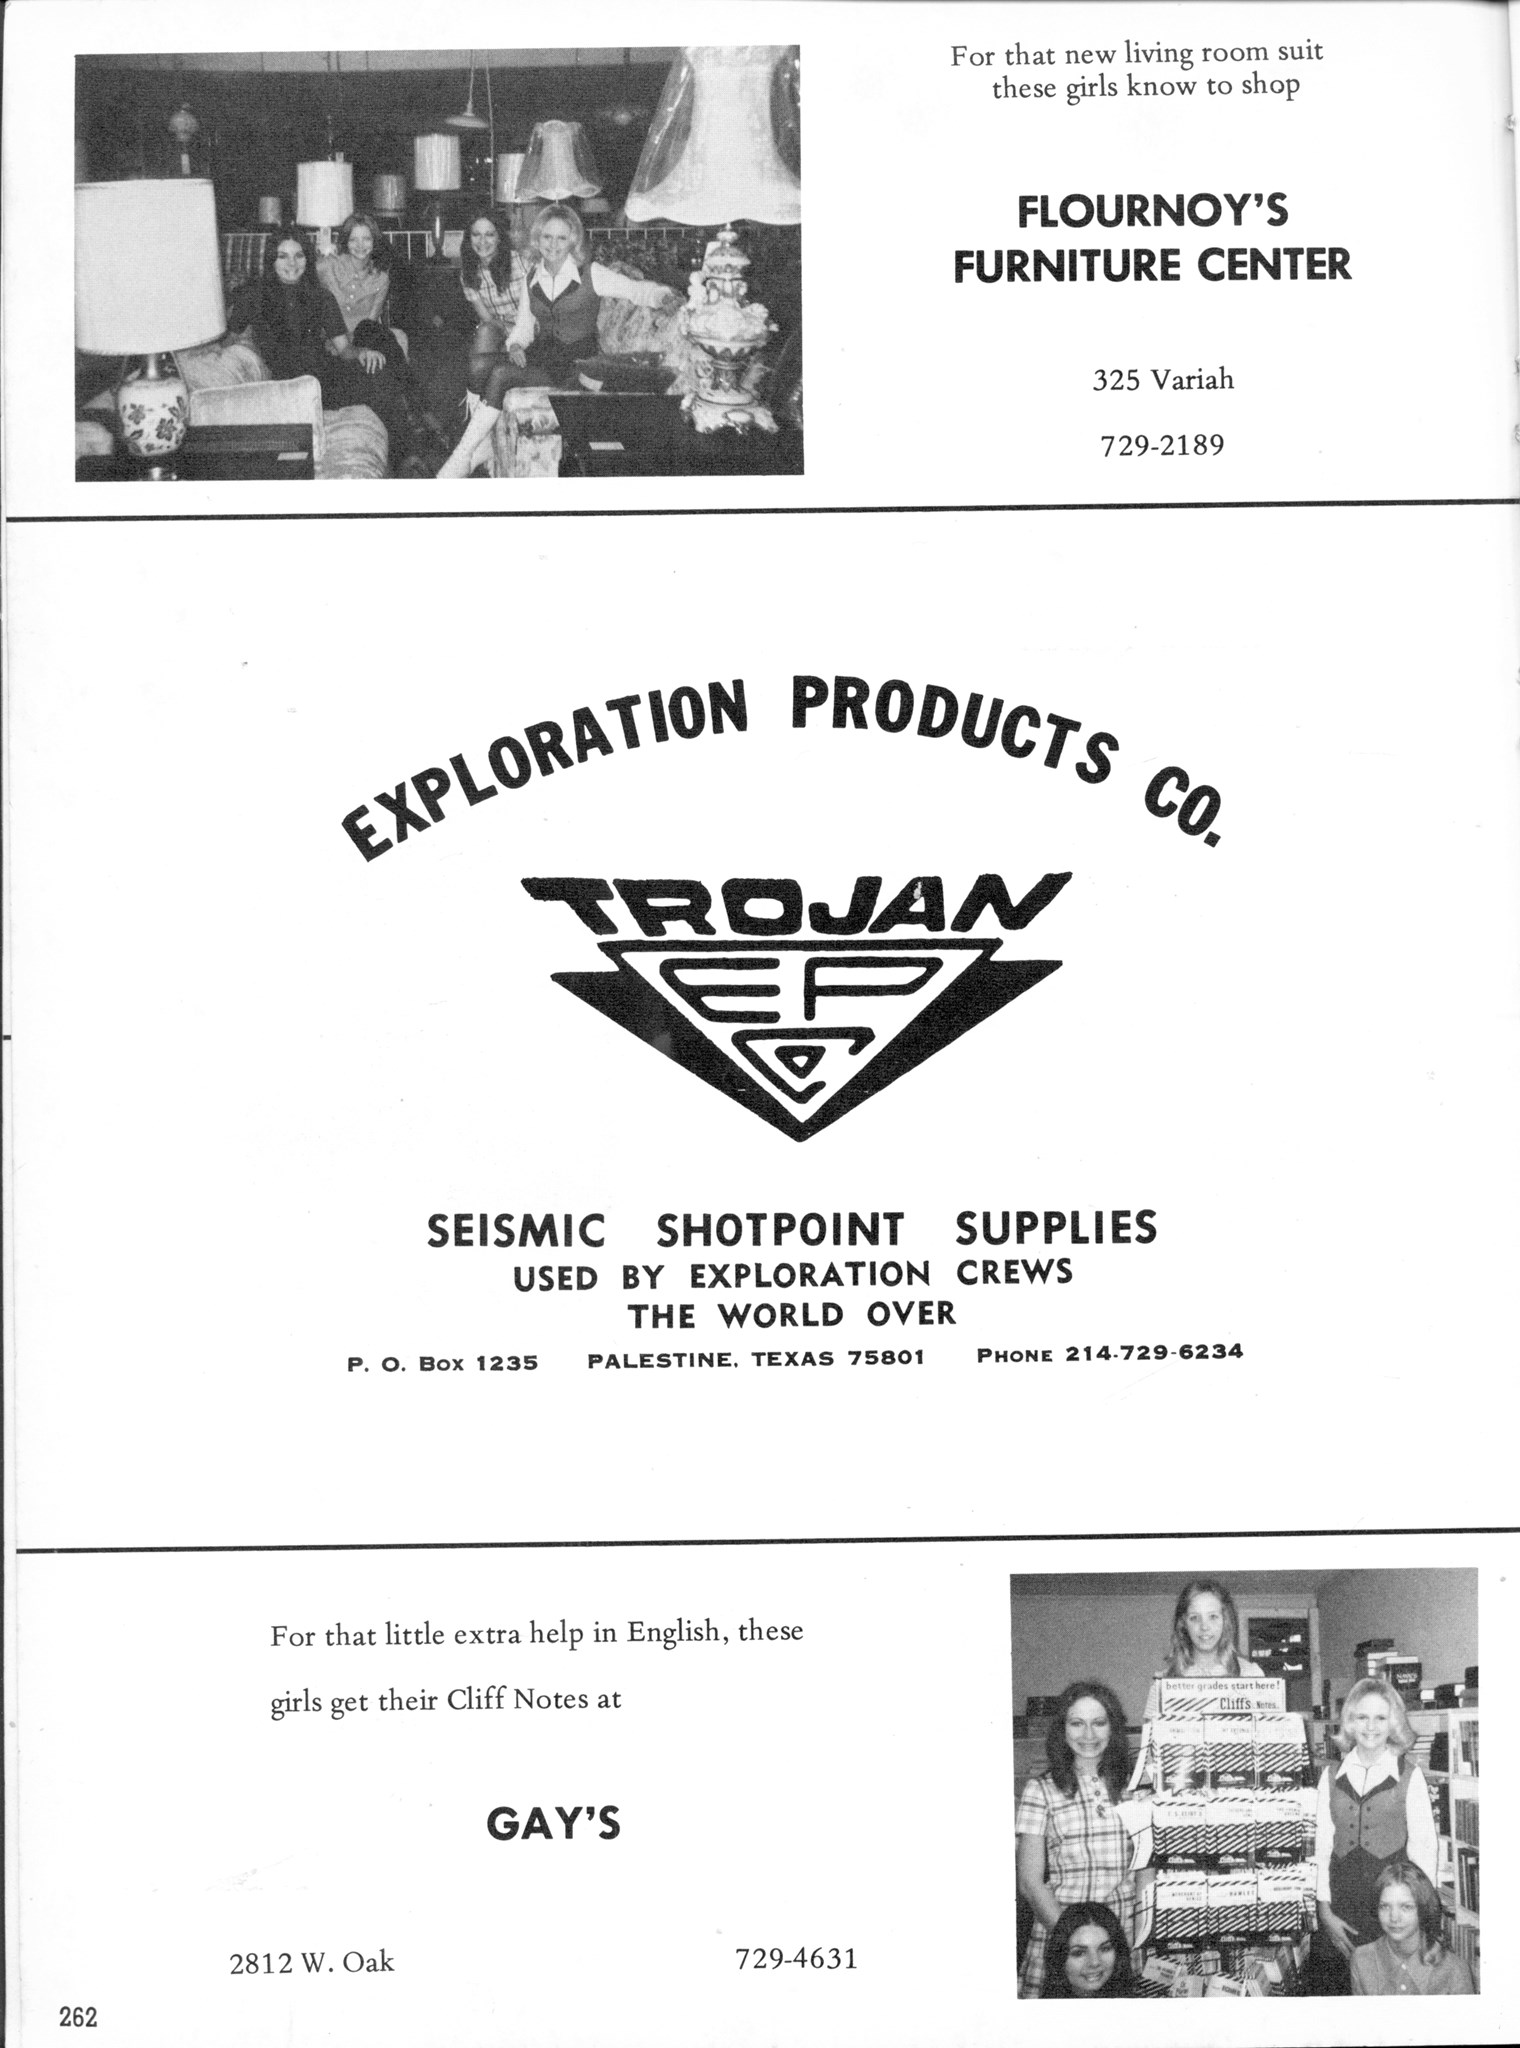 For that new living room suit
these girls know to shop
FLOURNOY'S
FURNITURE CENTER
325 Variah
729-2189
EXPLORATION PRODUCTS CO.
TROJAN
EP
CO
SEISMIC SHOTPOINT SUPPLIES
USED BY EXPLORATION CREWS
THE WORLD OVER
P. O. Box 1235 PALESTINE, TEXAS 75801 PHONE 214-729-6234
For that little extra help in English, these
girls get their Cliff Notes at
GAY'S
2812 W. Oak 729-4631
better grades start here!
Cliff's Notes
HAMLET
262